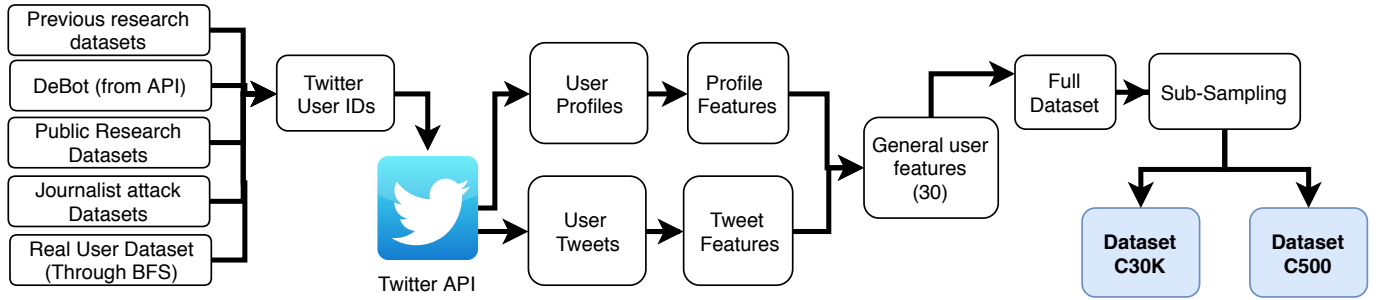 Previous research
datasets
DeBot (from API)
Public Research
Datasets
Journalist attack
Datasets
Real User Dataset
(Through BFS)
Twitter
User IDs
Twitter API
User
Profiles
Profile
Features
User
Tweets
Tweet
Features
General user
features
(30)
Full
Dataset
Sub-Sampling
Dataset
C30K
Dataset
C500